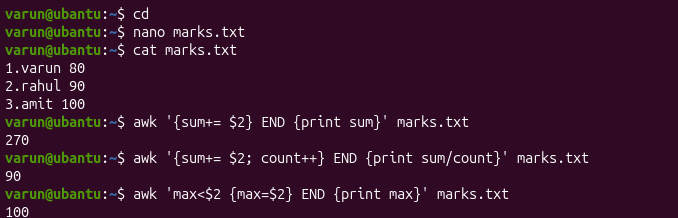 varun@ubantu:~$ cd
varun@ubantu:~$ nano marks.txt
varun@ubantu:~$ cat marks.txt
1.varun 80
2.rahul 90
3.amit 100
varun@ubantu:~$ awk '{sum+= $2} END {print sum}' marks.txt
270
varun@ubantu:~$ awk '{sum+= $2; count++} END {print sum/count}' marks.txt
90
varun@ubantu:~$ awk 'max<$2 {max=$2} END {print max}' marks.txt
100